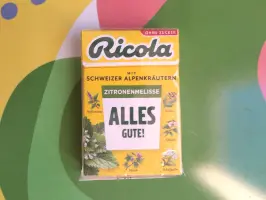 OHNE ZUCKER
Ricola
MIT
SCHWEIZER ALPENKRÄUTERN
ZITRONENMELISSE
ALLES
GUTE!